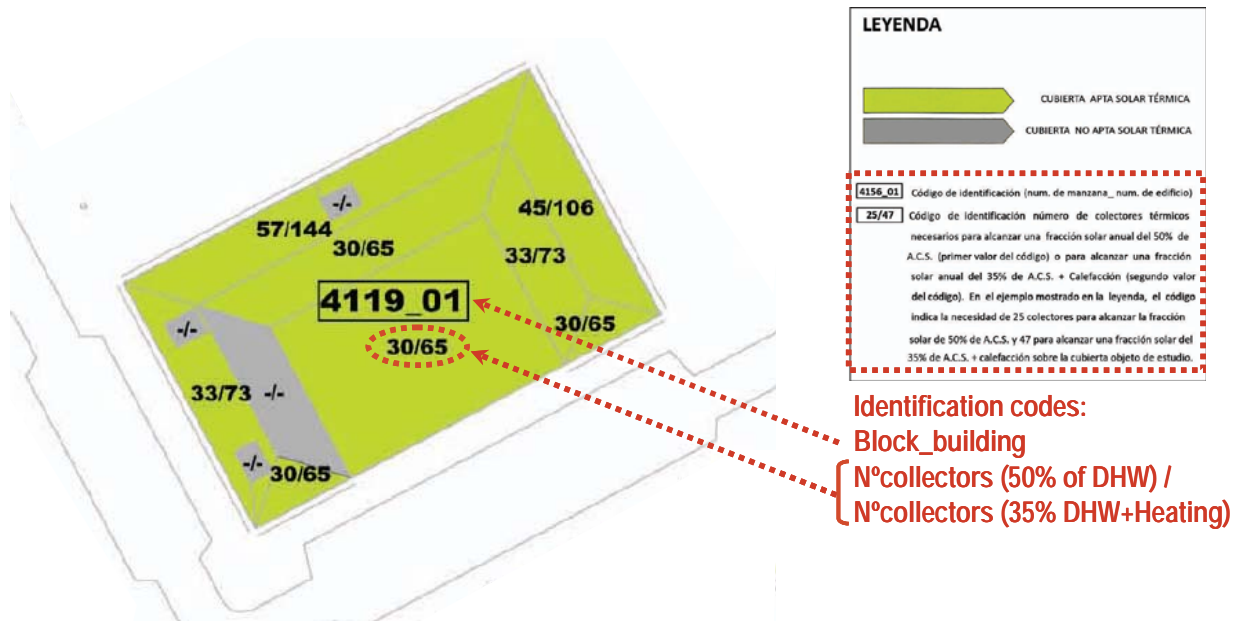 -/-
57/144
30/65
45/106
33/73
4119_01
30/65
30/65
-/-
33/73
-/-
-/-
30/65
LEYENDA
CUBIERTA APTA SOLAR TÉRMICA
CUBIERTA NO APTA SOLAR TÉRMICA
4156_01 Código de identificación (num. de manzana_ num. de edificio)
25/47 Código de identificación número de colectores térmicos
necesarios para alcanzar una fracción solar anual del 50% de
A.C.S. (primer valor del código) o para alcanzar una fracción
solar anual del 35% de A.C.S. + Calefacción (segundo valor
del código). En el ejemplo mostrado en la leyenda, el código
indica la necesidad de 25 colectores para alcanzar la fracción
solar de 50% de A.C.S. y 47 para alcanzar una fracción solar del
35% de A.C.S. + calefacción sobre la cubierta objeto de estudio.
Identification codes:
Block_building
Nºcollectors (50% of DHW) /
Nºcollectors (35% DHW+Heating)